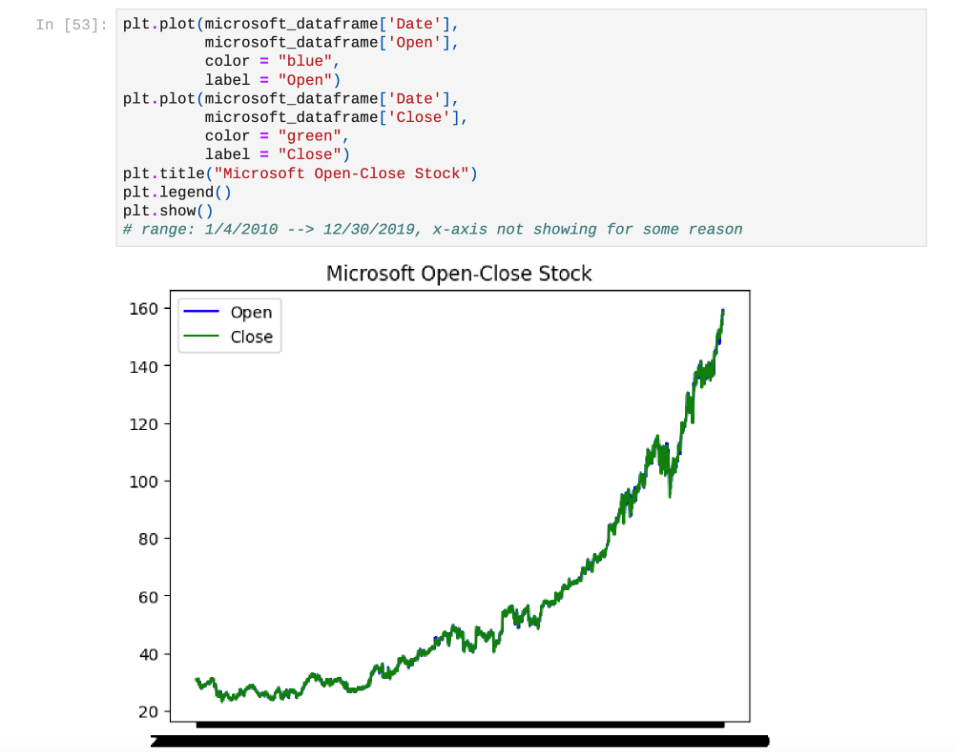 In [53]:
plt.plot(microsoft_dataframe['Date'],
         microsoft_dataframe['Open'],
         color = "blue",
         label = "Open")
plt.plot(microsoft_dataframe['Date'],
         microsoft_dataframe['Close'],
         color = "green",
         label = "Close")
plt.title("Microsoft Open-Close Stock")
plt.legend()
plt.show()
# range: 1/4/2010 --> 12/30/2019, x-axis not showing for some reason
Microsoft Open-Close Stock
Open
Close
160
140
120
100
80
60
40
20